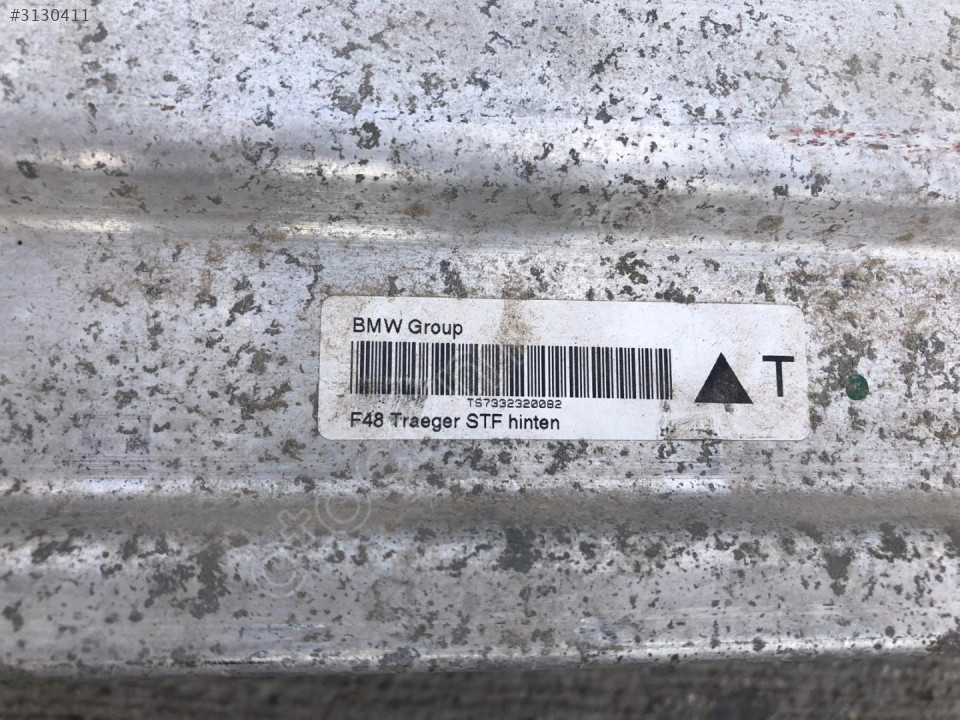 #3130411
BMW Group
TS7332320082
F48 Traeger STF hinten
T